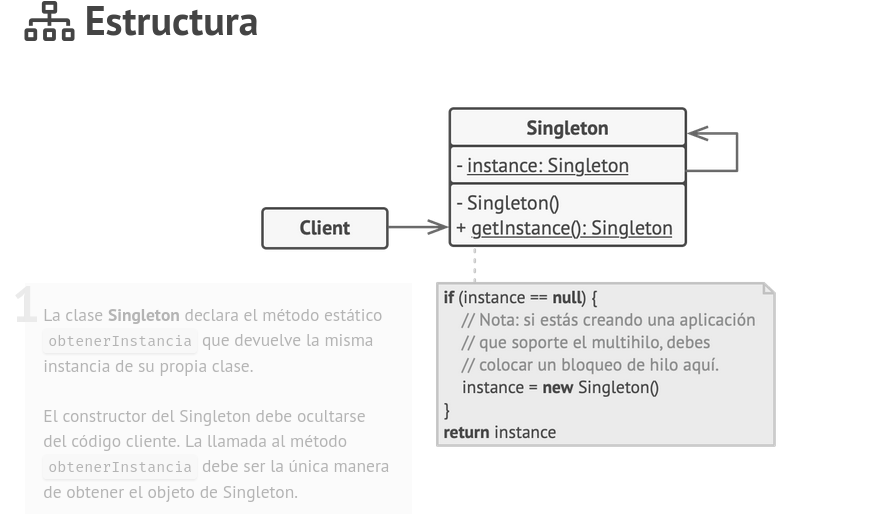 Estructura
Singleton
- instance: Singleton
- Singleton()
+ getInstance(): Singleton
Client
1
La clase Singleton declara el método estático
obtenerInstancia que devuelve la misma
instancia de su propia clase.
El constructor del Singleton debe ocultarse
del código cliente. La llamada al método
obtenerInstancia debe ser la única manera
de obtener el objeto de Singleton.
if (instance == null) {
// Nota: si estás creando una aplicación
// que soporte el multihilo, debes
// colocar un bloqueo de hilo aquí.
instance = new Singleton()
}
return instance